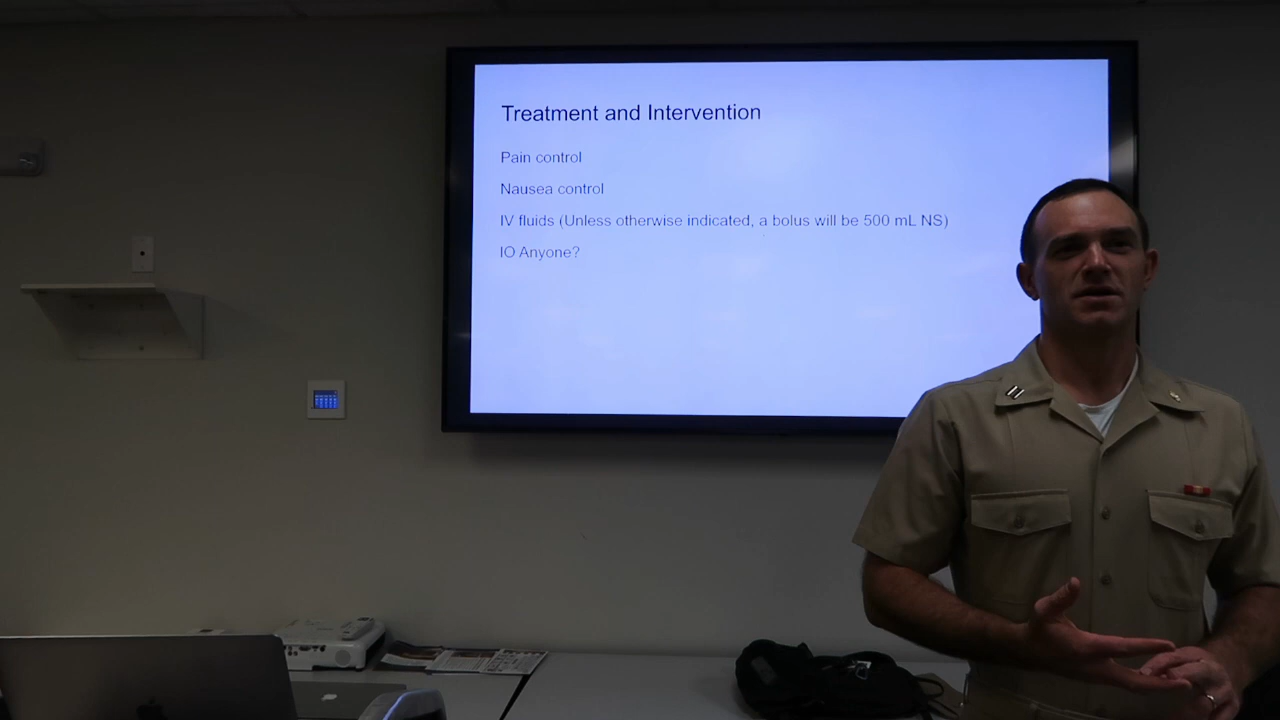 Treatment and Intervention
Pain control
Nausea control
IV fluids (Unless otherwise indicated, a bolus will be 500 mL NS)
IO Anyone?